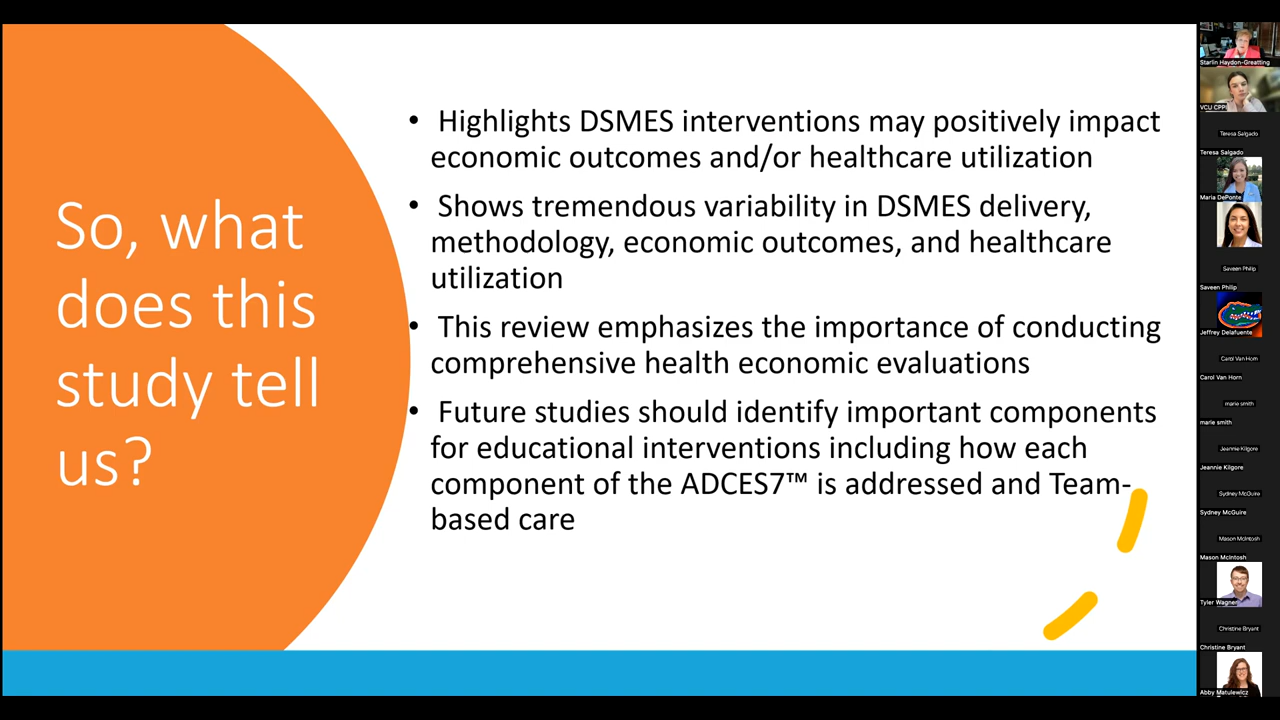 So, what
does this
study tell
us?
• Highlights DSMES interventions may positively impact
economic outcomes and/or healthcare utilization
• Shows tremendous variability in DSMES delivery,
methodology, economic outcomes, and healthcare
utilization
• This review emphasizes the importance of conducting
comprehensive health economic evaluations
• Future studies should identify important components
for educational interventions including how each
component of the ADCES7™ is addressed and Team-
based care
Starlin Haydon-Greatting
VCU CPPI
Teresa Salgado
Teresa Salgado
Maria DePonte
Saveen Philip
Saveen Philip
Jeffrey Delafuente
Carol Van Horn
Carol Van Horn
marie smith
marie smith
Jeannie Kilgore
Jeannie Kilgore
Sydney McGuire
Sydney McGuire
Mason McIntosh
Mason McIntosh
Tyler Wagner
Christine Bryant
Christine Bryant
Abby Matulewicz